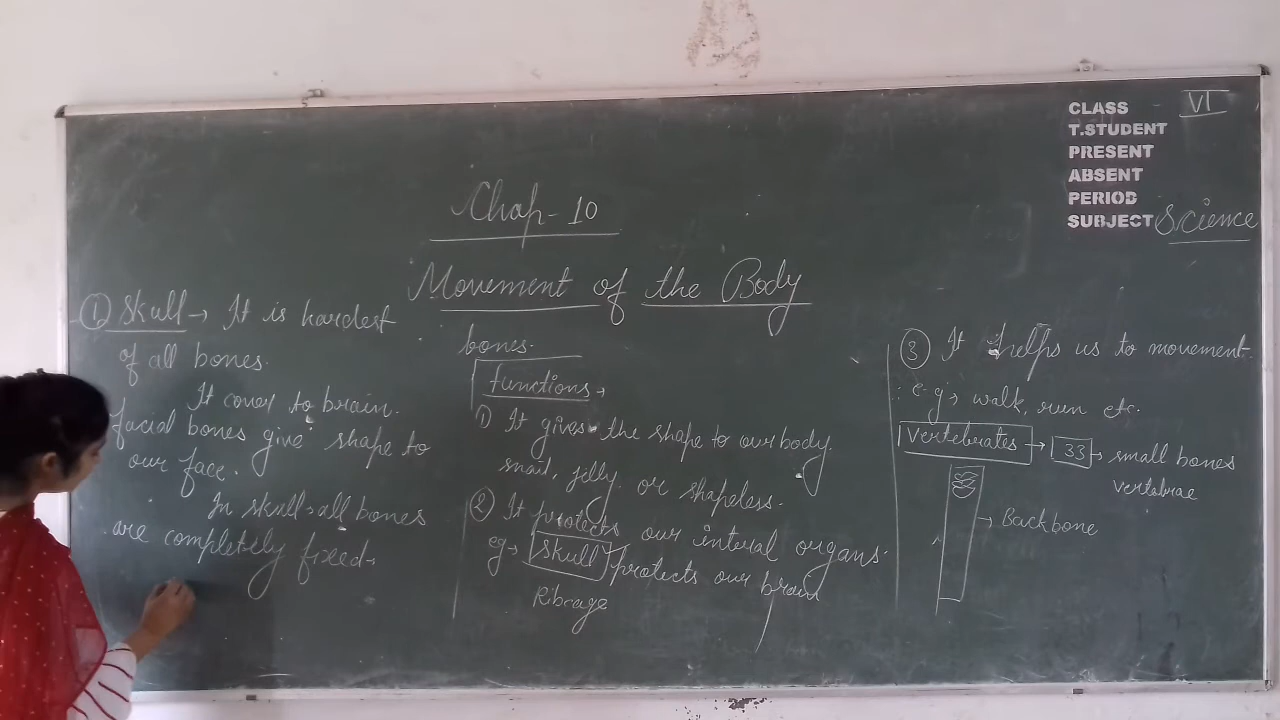 CLASS - VI
T.STUDENT
PRESENT
ABSENT
PERIOD
SUBJECT Science
Chap- 10
Movement of the Body
① Skull → It is hardest
of all bones.
It cover to brain.
facial bones give shape to
our face.
In skull all bones
are completely fixed.
bones.
functions →
1) It gives the shape to our body.
snail, jelly or shapeless.
② It protects our interal organs.
eg → Skull protects our brain
Ribcage
③ It helps us to movement.
e.g → walk, run etc.
Vertebrates → 33 → small bones
vertebrae
→ Backbone